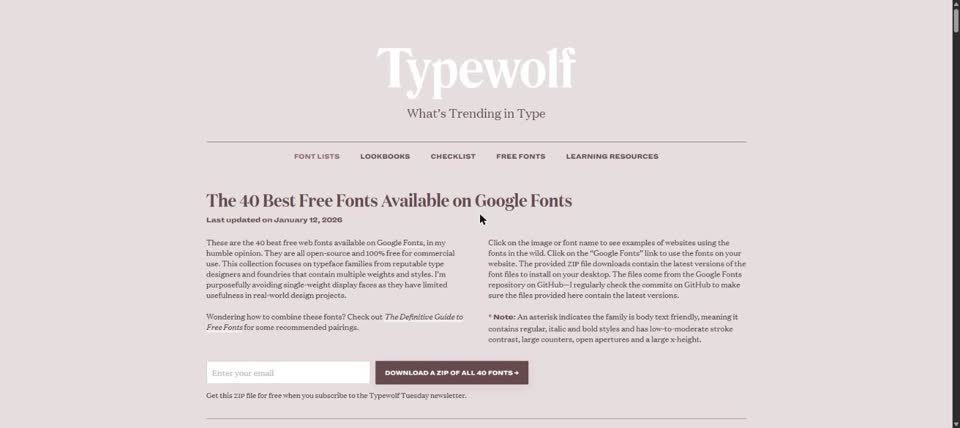 Typewolf
What's Trending in Type
FONT LISTS LOOKBOOKS CHECKLIST FREE FONTS LEARNING RESOURCES
The 40 Best Free Fonts Available on Google Fonts
Last updated on January 12, 2026
These are the 40 best free web fonts available on Google Fonts, in my
humble opinion. They are all open-source and 100% free for commercial
use. This collection focuses on typeface families from reputable type
designers and foundries that contain multiple weights and styles. I'm
purposefully avoiding single-weight display faces as they have limited
usefulness in real-world design projects.
Wondering how to combine these fonts? Check out The Definitive Guide to
Free Fonts for some recommended pairings.
Click on the image or font name to see examples of websites using the
fonts in the wild. Click on the “Google Fonts” link to use the fonts on your
website. The provided ZIP downloads contain the latest versions of the
font files to install on your desktop. The files come from the Google Fonts
repository on GitHub—I regularly check the commits on GitHub to make
sure the files provided here contain the latest versions.
* Note: An asterisk indicates the family is body text friendly, meaning it
contains regular, italic and bold styles and has low-to-moderate stroke
contrast, large counters, open apertures and a large x-height.
Enter your email
DOWNLOAD A ZIP OF ALL 40 FONTS →
Get this ZIP file for free when you subscribe to the Typewolf Tuesday newsletter.